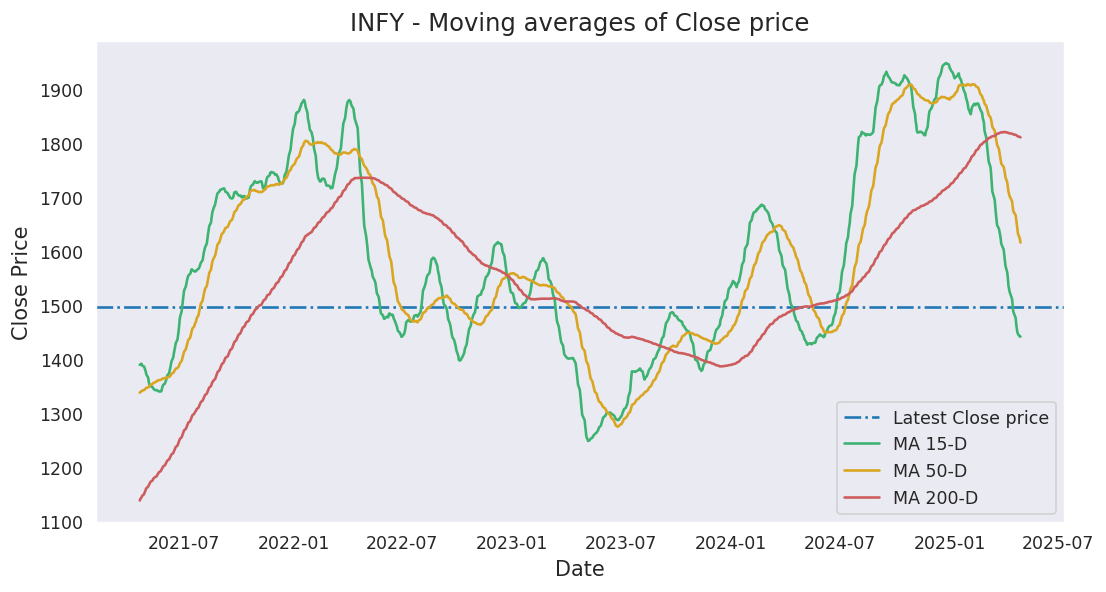 INFY - Moving averages of Close price
Close Price
1900
1800
1700
1600
1500
1400
1300
1200
1100
Latest Close price
MA 15-D
MA 50-D
MA 200-D
2021-07 2022-01 2022-07 2023-01 2023-07 2024-01 2024-07 2025-01 2025-07
Date